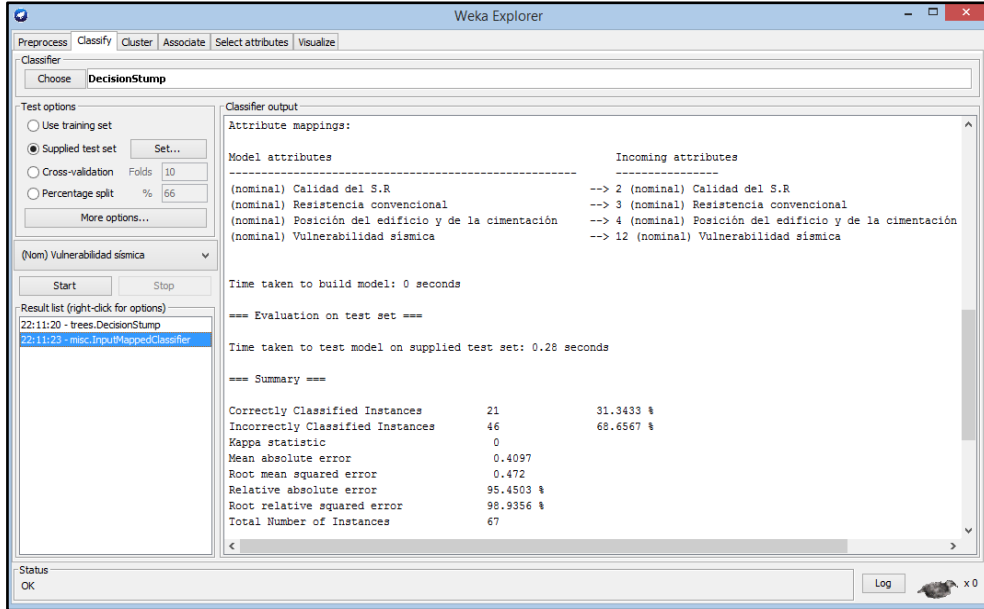 Weka Explorer
Preprocess Classify Cluster Associate Select attributes Visualize
Classifier
Choose DecisionStump
Test options
Use training set
Supplied test set Set...
Cross-validation Folds 10
Percentage split % 66
More options...
(Nom) Vulnerabilidad sísmica
Start Stop
Result list (right-click for options)
22:11:20 - trees.DecisionStump
22:11:23 - misc.InputMappedClassifier
Classifier output
Attribute mappings:
Model attributes Incoming attributes
------------------------------------------------------ ----------------
(nominal) Calidad del S.R --> 2 (nominal) Calidad del S.R
(nominal) Resistencia convencional --> 3 (nominal) Resistencia convencional
(nominal) Posición del edificio y de la cimentación --> 4 (nominal) Posición del edificio y de la cimentación
(nominal) Vulnerabilidad sísmica --> 12 (nominal) Vulnerabilidad sísmica
Time taken to build model: 0 seconds
=== Evaluation on test set ===
Time taken to test model on supplied test set: 0.28 seconds
=== Summary ===
Correctly Classified Instances 21 31.3433 %
Incorrectly Classified Instances 46 68.6567 %
Kappa statistic 0
Mean absolute error 0.4097
Root mean squared error 0.472
Relative absolute error 95.4503 %
Root relative squared error 98.9356 %
Total Number of Instances 67
Status
OK
Log x 0